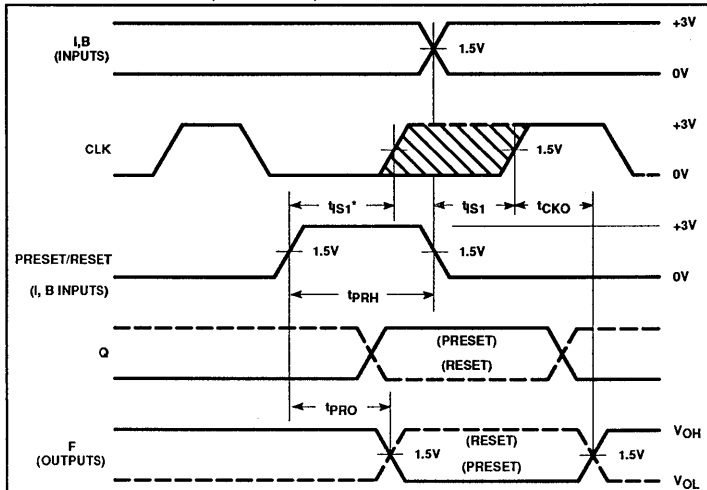 I,B
(INPUTS)
1.5V
+3V
0V
CLK
1.5V
+3V
0V
tIS1*
tIS1
tCKO
PRESET/RESET
(I, B INPUTS)
1.5V
1.5V
+3V
0V
tPRH
Q
(PRESET)
(RESET)
tPRO
F
(OUTPUTS)
1.5V
(RESET)
(PRESET)
1.5V
VOH
VOL